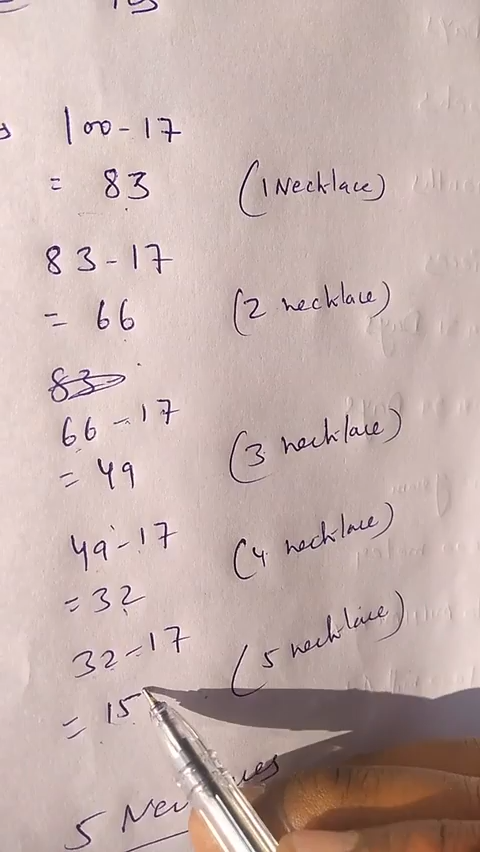 100-17
= 83 (1 Necklace)
83-17
= 66 (2 necklace)
83
66-17
= 49 (3 necklace)
49-17
= 32 (4 necklace)
32-17
= 15 (5 necklace)
5